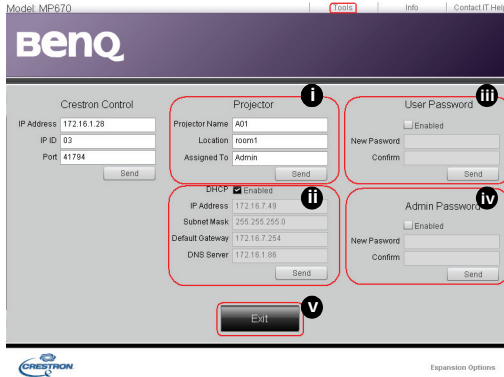 Model: MP670 Tools Info Contact IT Help
BenQ
Crestron Control
IP Address 172.16.1.28
IP ID 03
Port 41794
Send
i
Projector
Projector Name A01
Location room1
Assigned To Admin
Send
ii
DHCP Enabled
IP Address 172.16.7.49
Subnet Mask 255.255.255.0
Default Gateway 172.16.7.254
DNS Server 172.16.1.86
Send
iii
User Password
Enabled
New Pasword
Confirm
Send
iv
Admin Password
Enabled
New Pasword
Confirm
Send
v
Exit
CRESTRON
Expansion Options